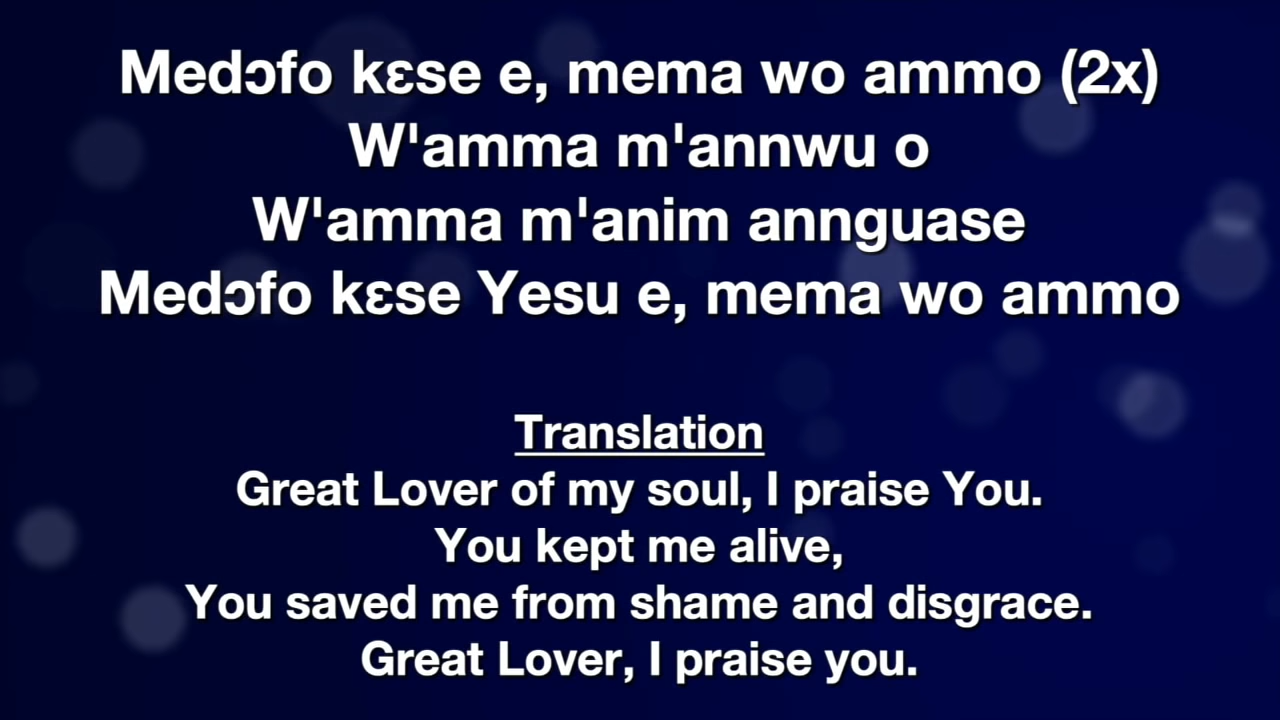 Medɔfo kɛse e, mema wo ammo (2x)
W'amma m'annwu o
W'amma m'anim annguase
Medɔfo kɛse Yesu e, mema wo ammo
Translation
Great Lover of my soul, I praise You.
You kept me alive,
You saved me from shame and disgrace.
Great Lover, I praise you.